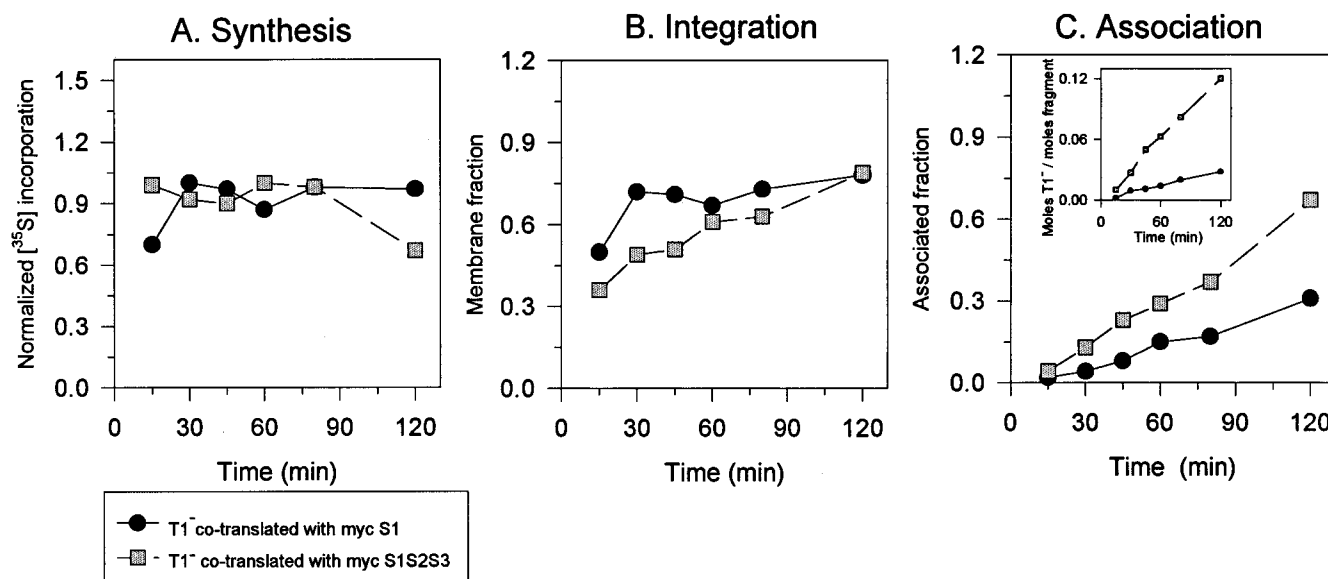 A. Synthesis
Normalized [³⁵S] incorporation
1.5
1.2
0.9
0.6
0.3
0.0
0 30 60 90 120
Time (min)
B. Integration
Membrane fraction
1.2
0.9
0.6
0.3
0.0
0 30 60 90 120
Time (min)
C. Association
Associated fraction
1.2
0.9
0.6
0.3
0.0
0 30 60 90 120
Time (min)
Moles T1⁻ / moles fragment
0.12
0.06
0.00
0 60 120
Time (min)
T1⁻ co-translated with myc S1
T1⁻ co-translated with myc S1S2S3